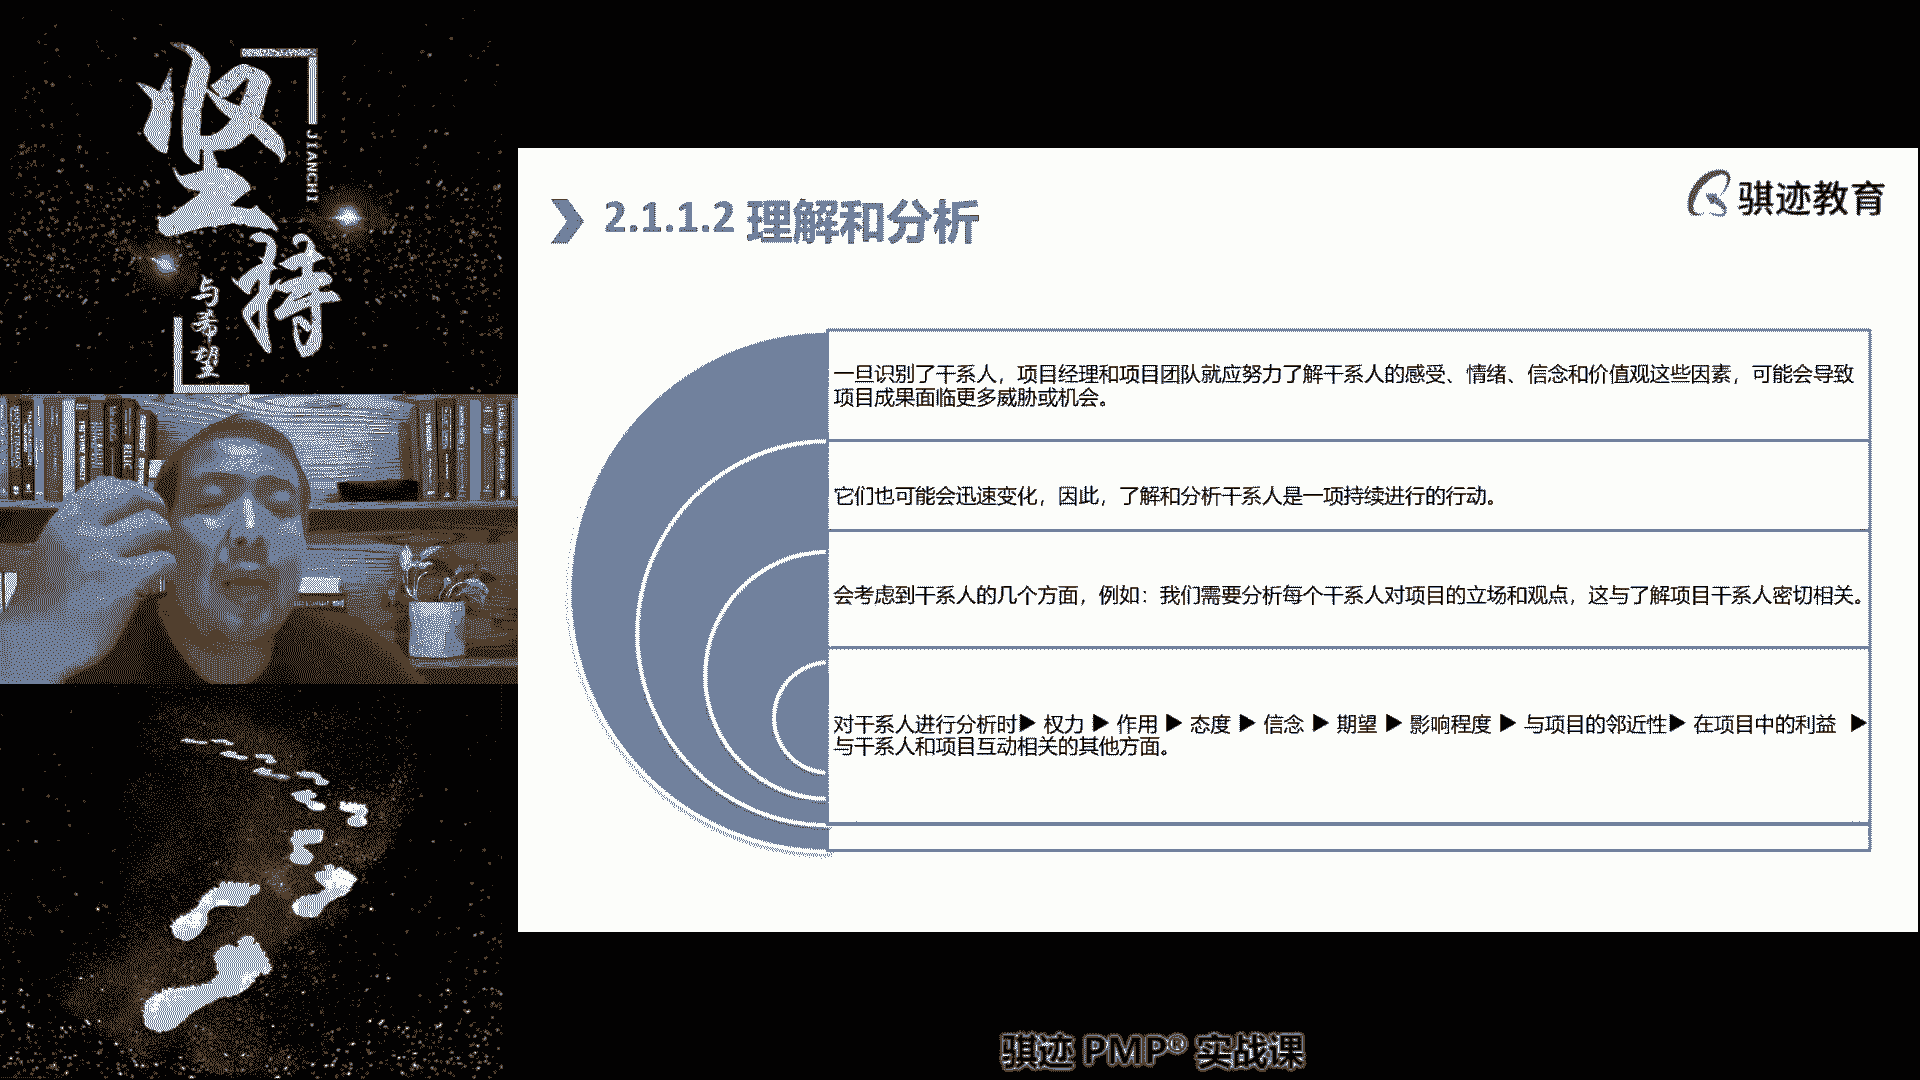 坚
持
JIANCHI
与
希
望
骐迹教育
2.1.1.2 理解和分析
一旦识别了干系人，项目经理和项目团队就应努力了解干系人的感受、情绪、信念和价值观这些因素，可能会导致
项目成果面临更多威胁或机会。
它们也可能会迅速变化，因此，了解和分析干系人是一项持续进行的行动。
会考虑到干系人的几个方面，例如：我们需要分析每个干系人对项目的立场和观点，这与了解项目干系人密切相关。
对干系人进行分析时▶ 权力 ▶ 作用 ▶ 态度 ▶ 信念 ▶ 期望 ▶ 影响程度 ▶ 与项目的邻近性▶ 在项目中的利益 ▶
与干系人和项目互动相关的其他方面。
骐迹 PMP® 实战课